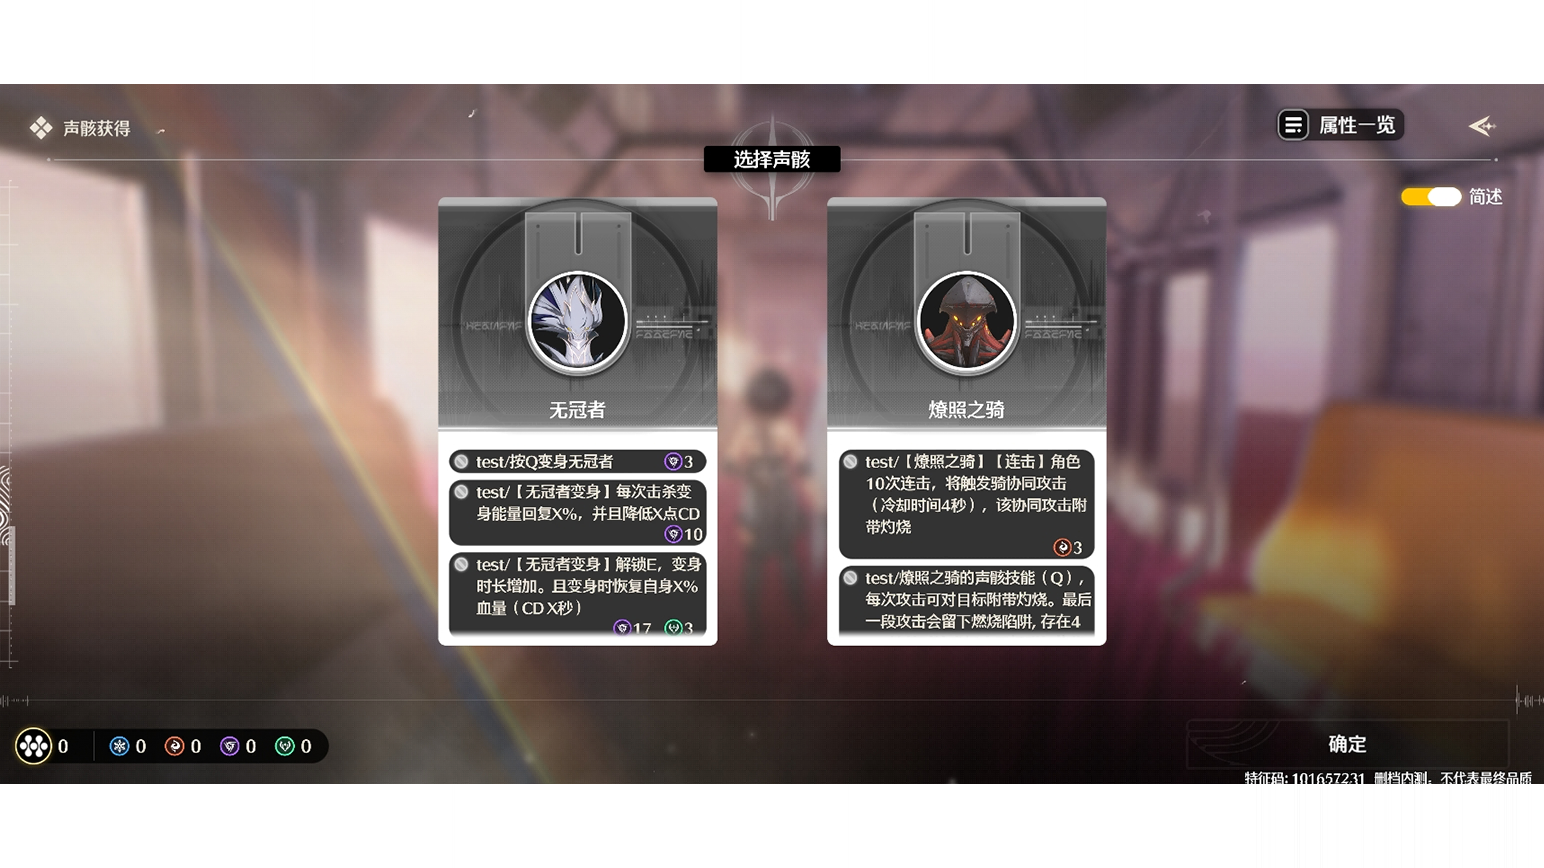 声骸获得
属性一览
选择声骸
简述
无冠者
test/按Q变身无冠者
3
test/【无冠者变身】每次击杀变
身能量回复X%，并且降低X点CD
10
test/【无冠者变身】解锁E，变身
时长增加。且变身时恢复自身X%
血量（CD X秒）
17 3
燎照之骑
test/【燎照之骑】【连击】角色
10次连击，将触发骑协同攻击
（冷却时间4秒），该协同攻击附
带灼烧
3
test/燎照之骑的声骸技能（Q），
每次攻击可对目标附带灼烧。最后
一段攻击会留下燃烧陷阱, 存在4
0 0 0 0 0
确定
特征码: 101657231 删档内测，不代表最终品质